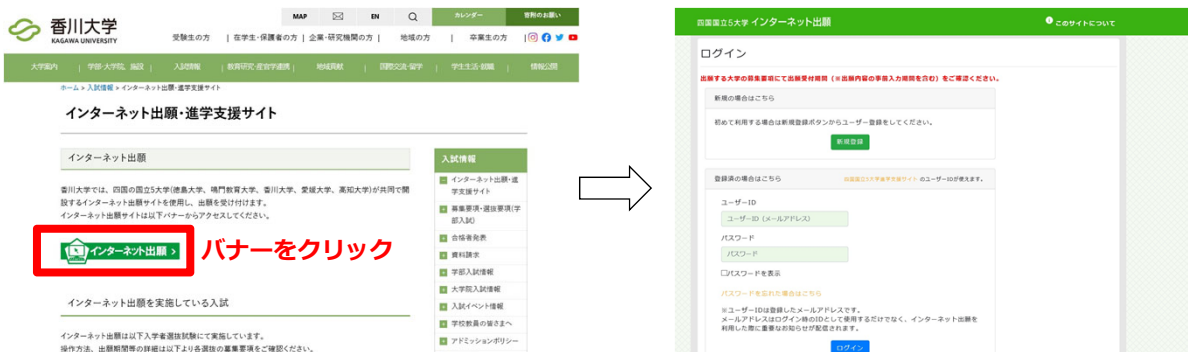 香川大学
KAGAWA UNIVERSITY
MAP
EN
カレンダー
寄附のお願い
受験生の方 | 在学生・保護者の方 | 企業・研究機関の方 | 地域の方 | 卒業生の方
大学案内 | 学部・大学院、施設 | 入試情報 | 教育研究・産官学連携 | 地域貢献 | 国際交流・留学 | 学生生活・就職 | 情報公開
ホーム » 入試情報 » インターネット出願・進学支援サイト
インターネット出願・進学支援サイト
インターネット出願
香川大学では、四国の国立5大学(徳島大学、鳴門教育大学、香川大学、愛媛大学、高知大学)が共同で開
設するインターネット出願サイトを使用し、出願を受け付けます。
インターネット出願サイトは以下バナーからアクセスしてください。
インターネット出願 >
バナーをクリック
インターネット出願を実施している入試
インターネット出願は以下入学者選抜試験にて実施しています。
操作方法、出願期間等の詳細は以下より各選抜の募集要項をご確認ください。
入試情報
インターネット出願・進
学支援サイト
募集要項・選抜要項(学
部入試)
合格者発表
資料請求
学部入試情報
大学院入試情報
入試イベント情報
学校教員の皆さまへ
アドミッションポリシー
四国国立5大学 インターネット出願
このサイトについて
ログイン
出願する大学の募集要項にて出願受付期間（※出願内容の事前入力期間を含む）をご確認ください。
新規の場合はこちら
初めて利用する場合は新規登録ボタンからユーザー登録をしてください。
新規登録
登録済の場合はこちら
四国国立5大学進学支援サイト のユーザーIDが使えます。
ユーザーID
ユーザーID（メールアドレス）
パスワード
パスワード
パスワードを表示
パスワードを忘れた場合はこちら
※ユーザーIDは登録したメールアドレスです。
メールアドレスはログイン時のIDとして使用するだけでなく、インターネット出願を
利用した際に重要なお知らせが配信されます。
ログイン